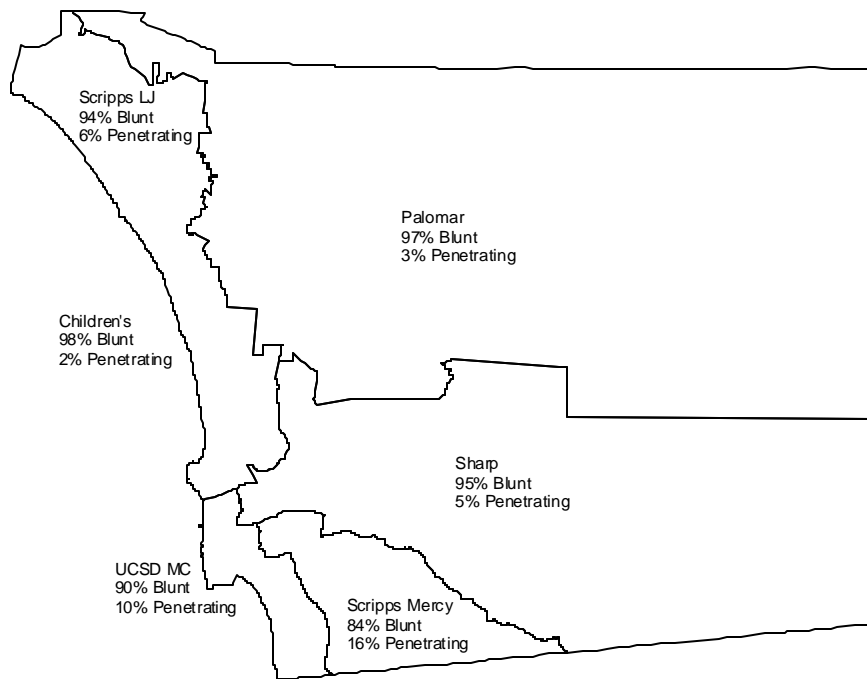 Scripps LJ
94% Blunt
6% Penetrating
Palomar
97% Blunt
3% Penetrating
Children's
98% Blunt
2% Penetrating
Sharp
95% Blunt
5% Penetrating
UCSD MC
90% Blunt
10% Penetrating
Scripps Mercy
84% Blunt
16% Penetrating